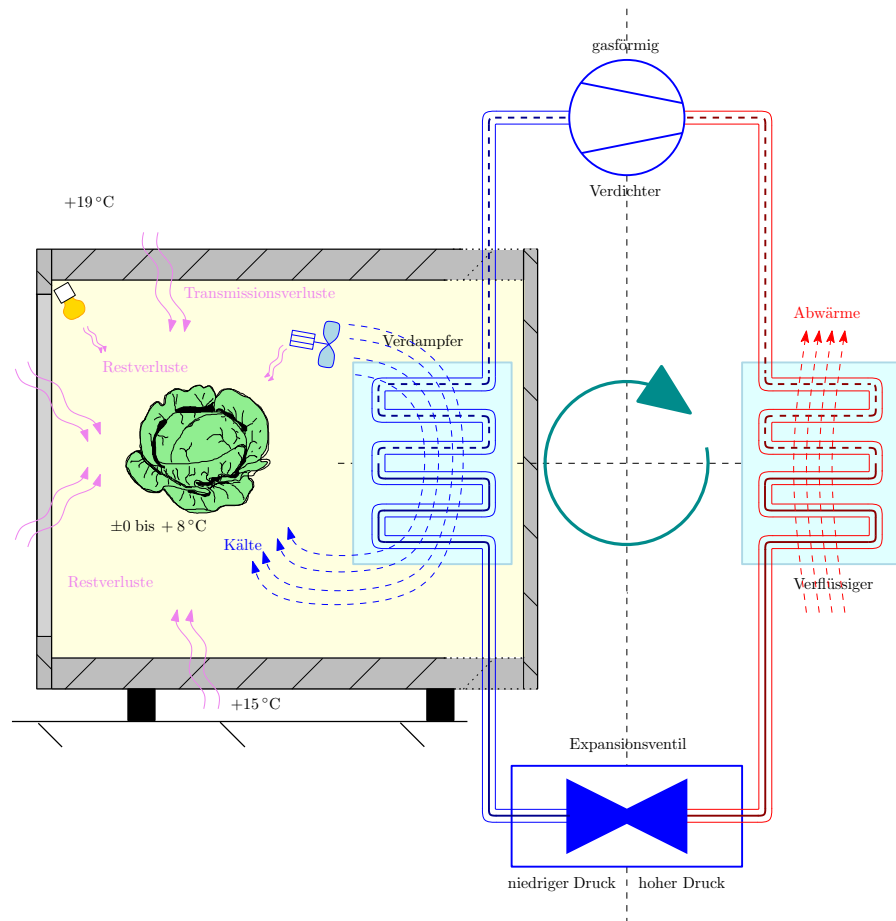 gasförmig
Verdichter
+19 °C
Transmissionsverluste
Abwärme
Verdampfer
Restverluste
±0 bis + 8 °C
Kälte
Restverluste
Verflüssiger
+15 °C
Expansionsventil
niedriger Druck
hoher Druck